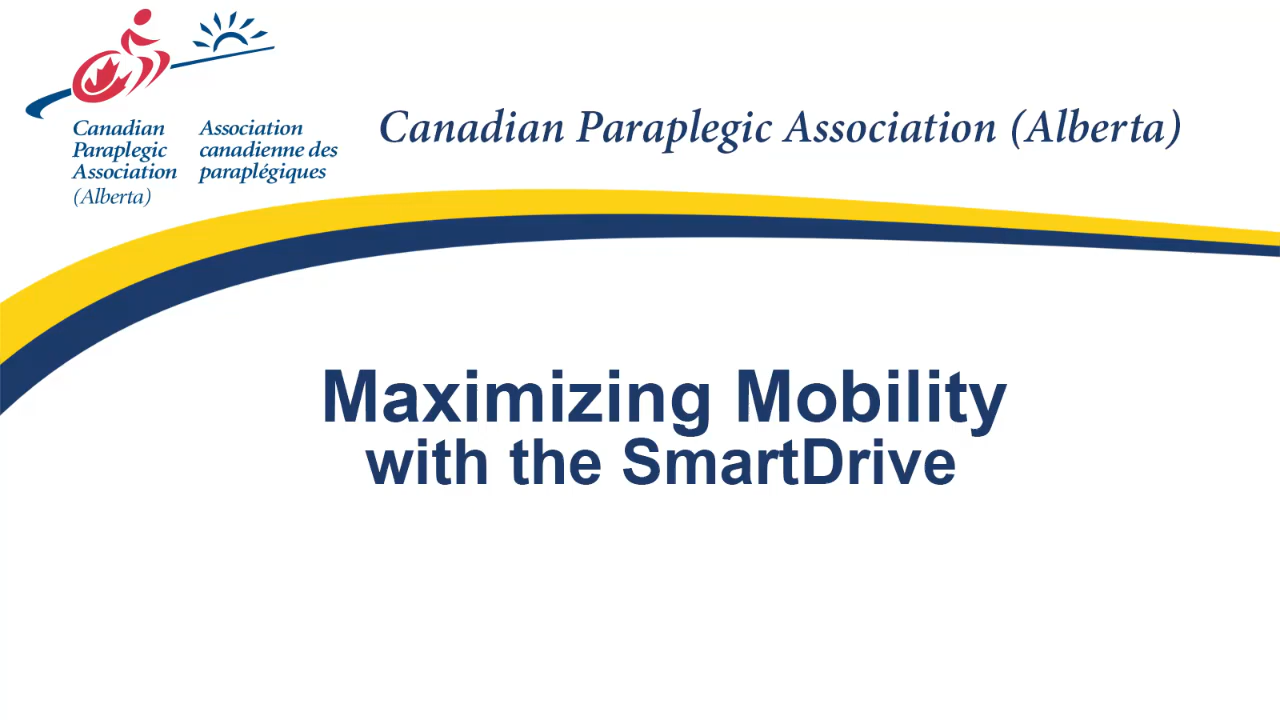 Canadian
Paraplegic
Association
(Alberta)
Association
canadienne des
paraplégiques
Canadian Paraplegic Association (Alberta)
Maximizing Mobility
with the SmartDrive